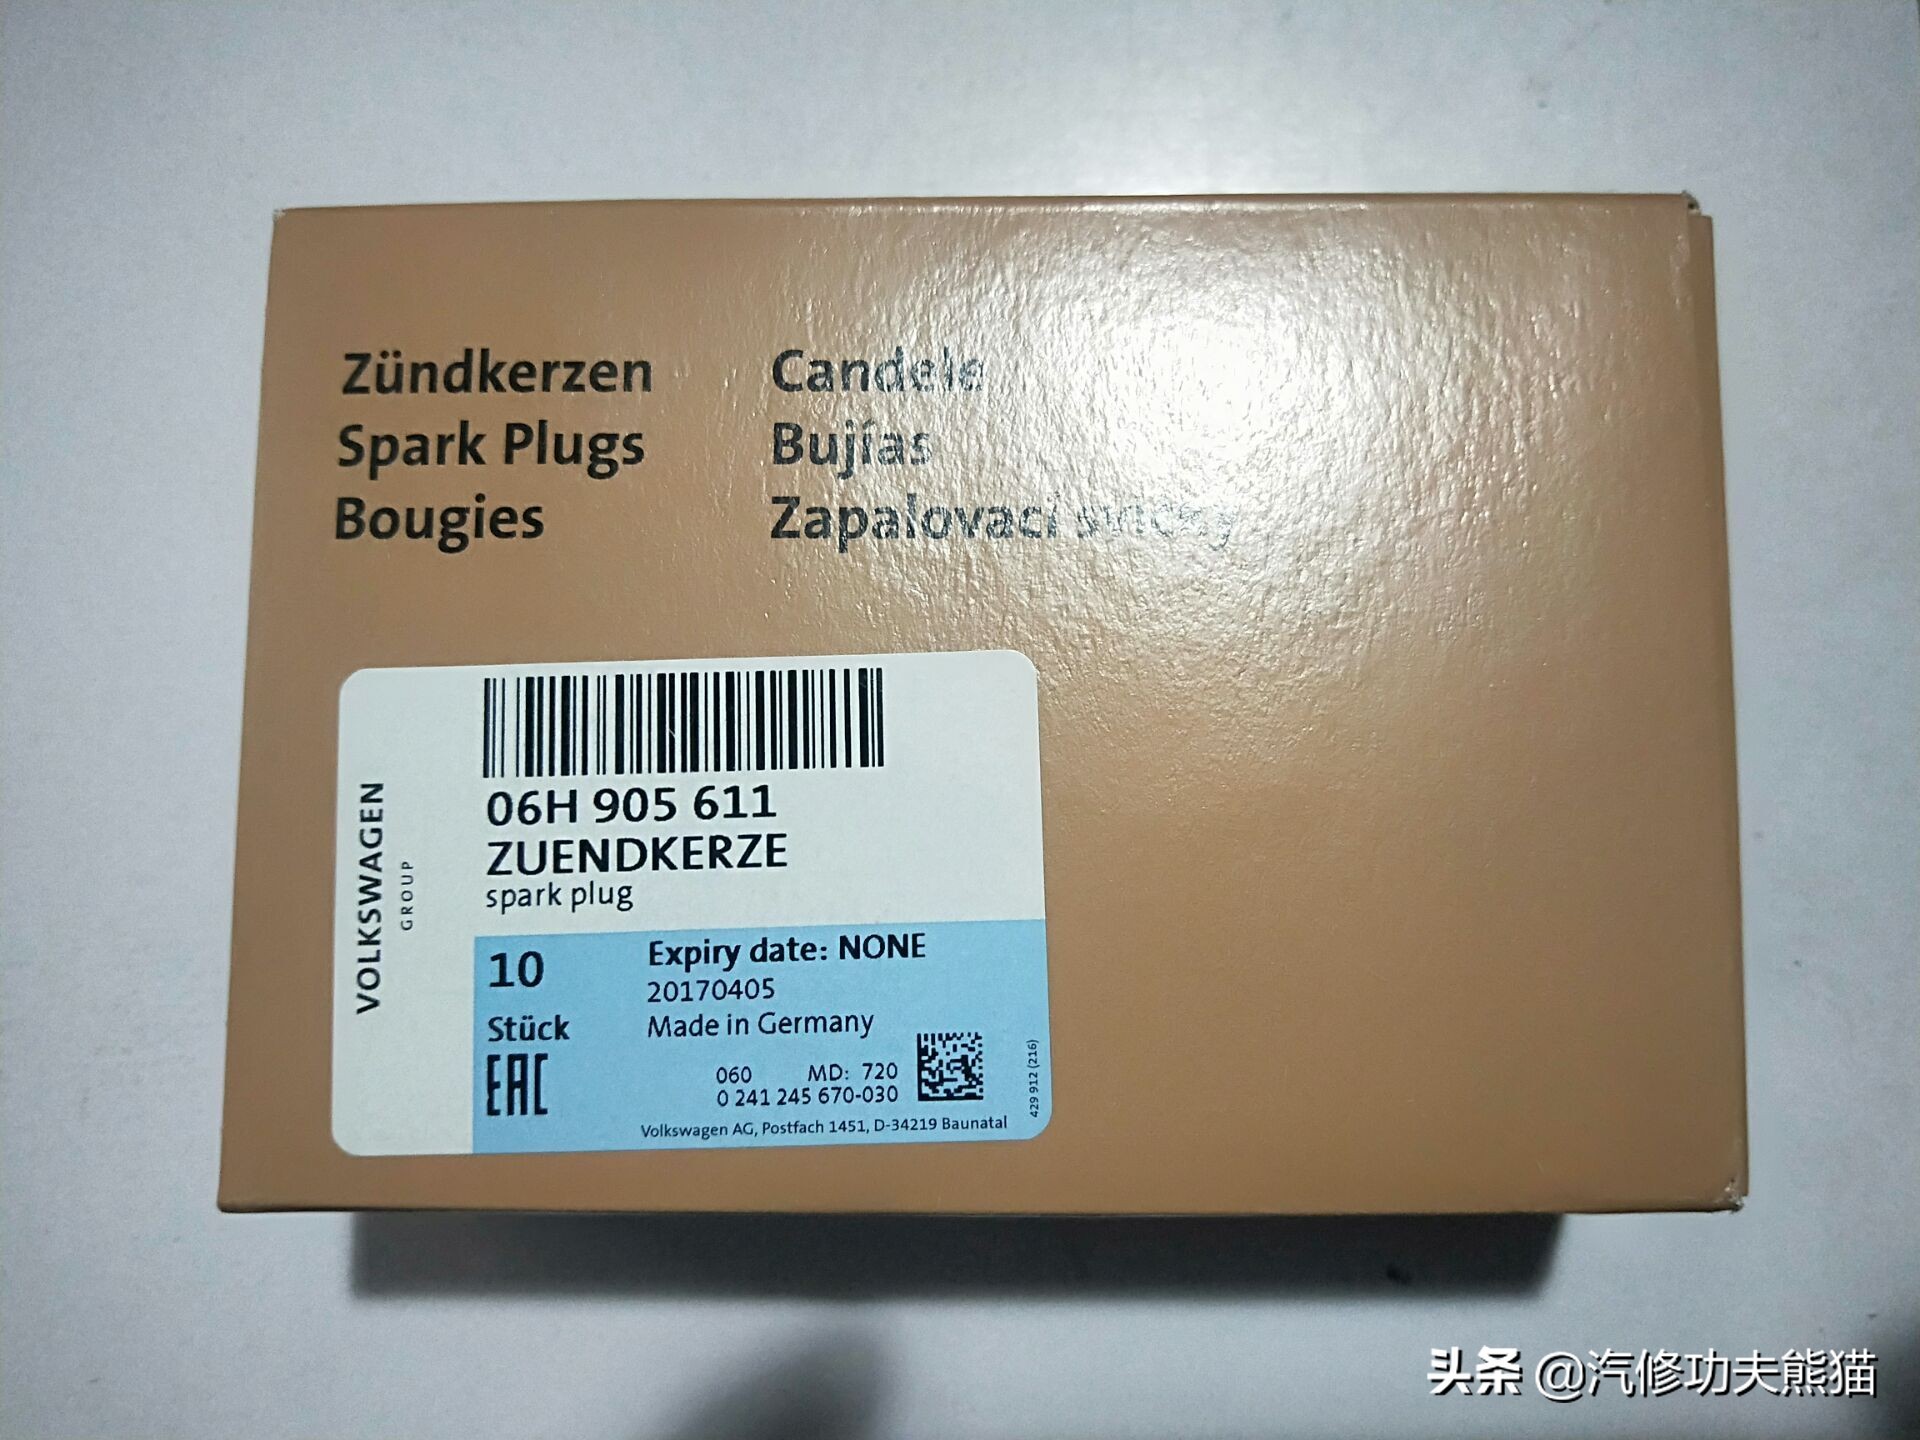 Zündkerzen
Spark Plugs
Bougies
Candele
Bujías
Zapalovací svíčky
VOLKSWAGEN
GROUP
06H 905 611
ZUENDKERZE
spark plug
10
Stück
EAC
Expiry date: NONE
20170405
Made in Germany
060 MD: 720
0 241 245 670-030
Volkswagen AG, Postfach 1451, D-34219 Baunatal
429 912 (216)
头条 @汽修功夫熊猫